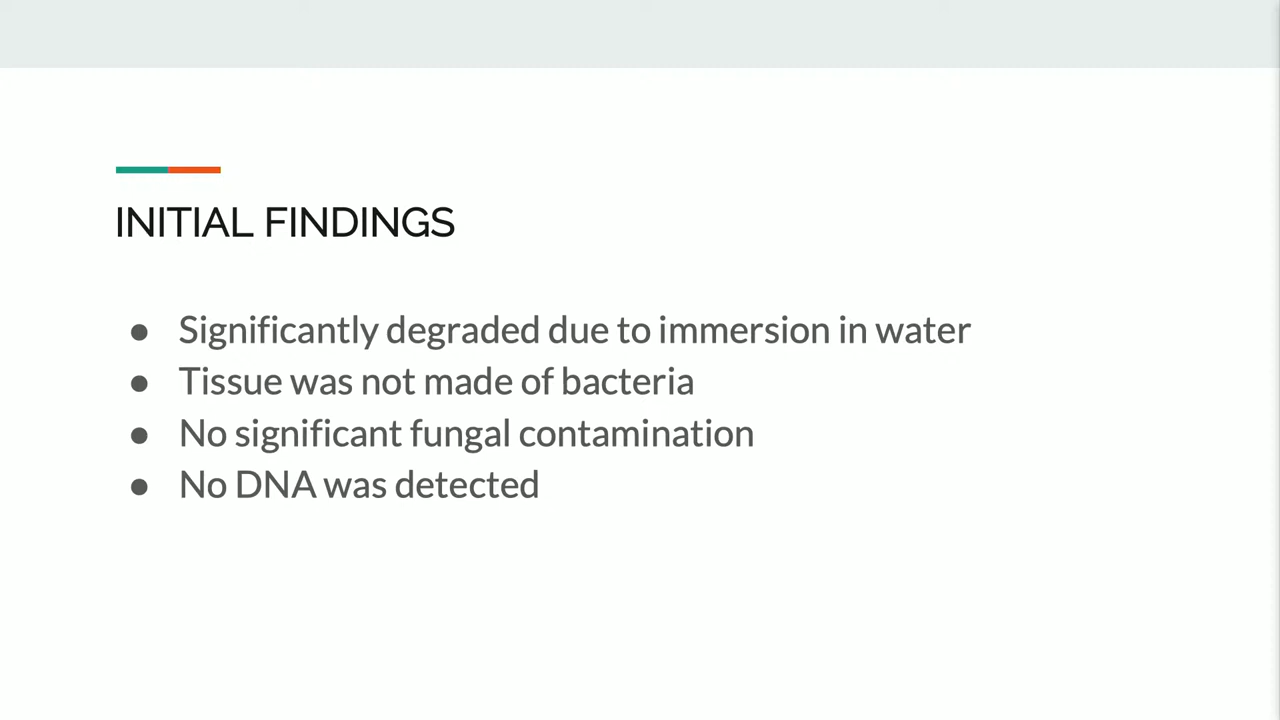 INITIAL FINDINGS
● Significantly degraded due to immersion in water
● Tissue was not made of bacteria
● No significant fungal contamination
● No DNA was detected